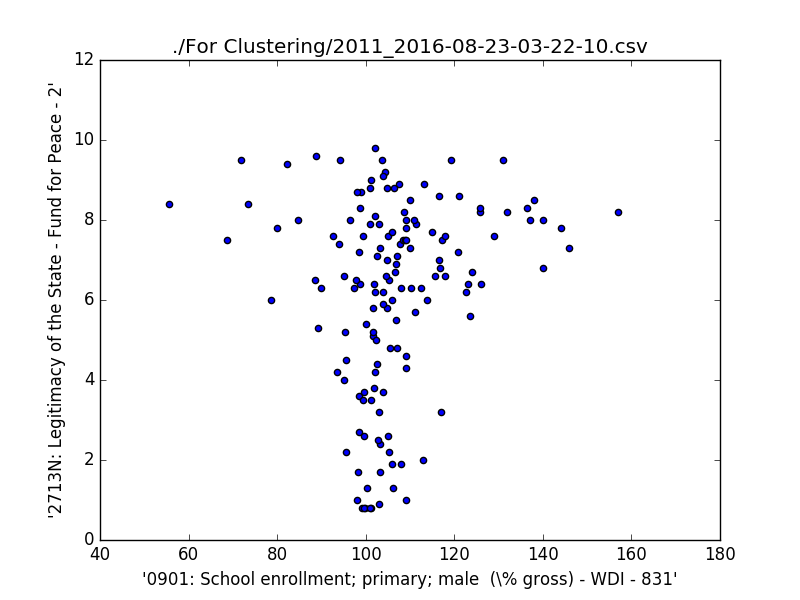 ./For Clustering/2011_2016-08-23-03-22-10.csv
'2713N: Legitimacy of the State - Fund for Peace - 2'
12
10
8
6
4
2
0
40 60 80 100 120 140 160 180
'0901: School enrollment; primary; male  (\% gross) - WDI - 831'